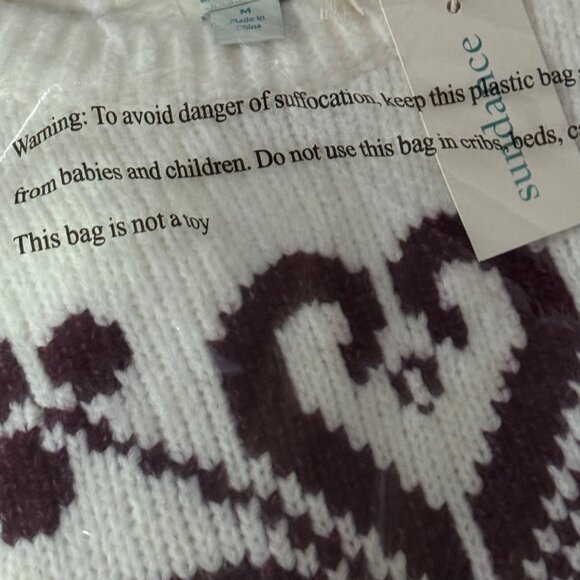 M
Made in
China
sundance
Warning: To avoid danger of suffocation, keep this plastic bag
from babies and children. Do not use this bag in cribs, beds,
This bag is not a toy